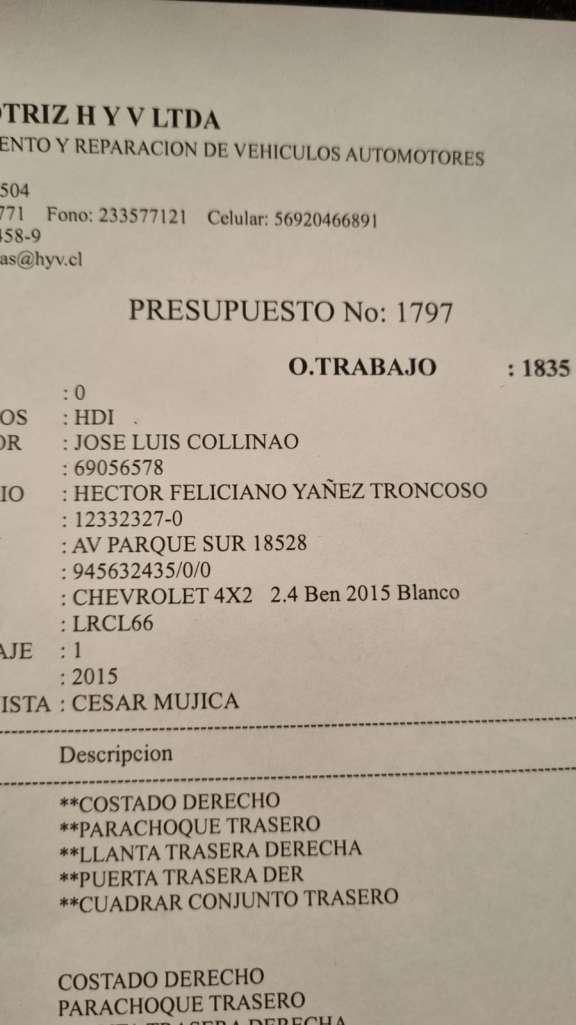 OTRIZ H Y V LTDA
ENTO Y REPARACION DE VEHICULOS AUTOMOTORES
504
771 Fono: 233577121 Celular: 56920466891
458-9
as@hyv.cl
PRESUPUESTO No: 1797
O.TRABAJO : 1835
: 0
OS : HDI
OR : JOSE LUIS COLLINAO
: 69056578
IO : HECTOR FELICIANO YAÑEZ TRONCOSO
: 12332327-0
: AV PARQUE SUR 18528
: 945632435/0/0
: CHEVROLET 4X2 2.4 Ben 2015 Blanco
: LRCL66
AJE : 1
: 2015
ISTA : CESAR MUJICA
Descripcion
**COSTADO DERECHO
**PARACHOQUE TRASERO
**LLANTA TRASERA DERECHA
**PUERTA TRASERA DER
**CUADRAR CONJUNTO TRASERO
COSTADO DERECHO
PARACHOQUE TRASERO
TRASERA DERECHA